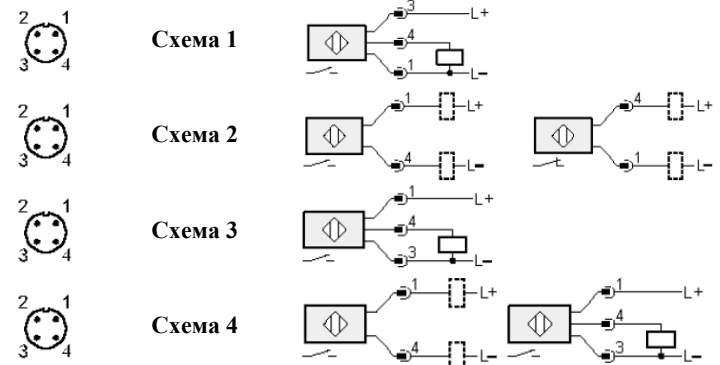 2 1 3 L+
Схема 1 4
3 4 1 L−
2 1 1 L+ 4 L+
Схема 2
3 4 4 L− 1 L−
2 1 1 L+
Схема 3 4
3 4 3 L−
2 1 1 L+ 1 L+
Схема 4 4
3 4 4 L− 3 L−